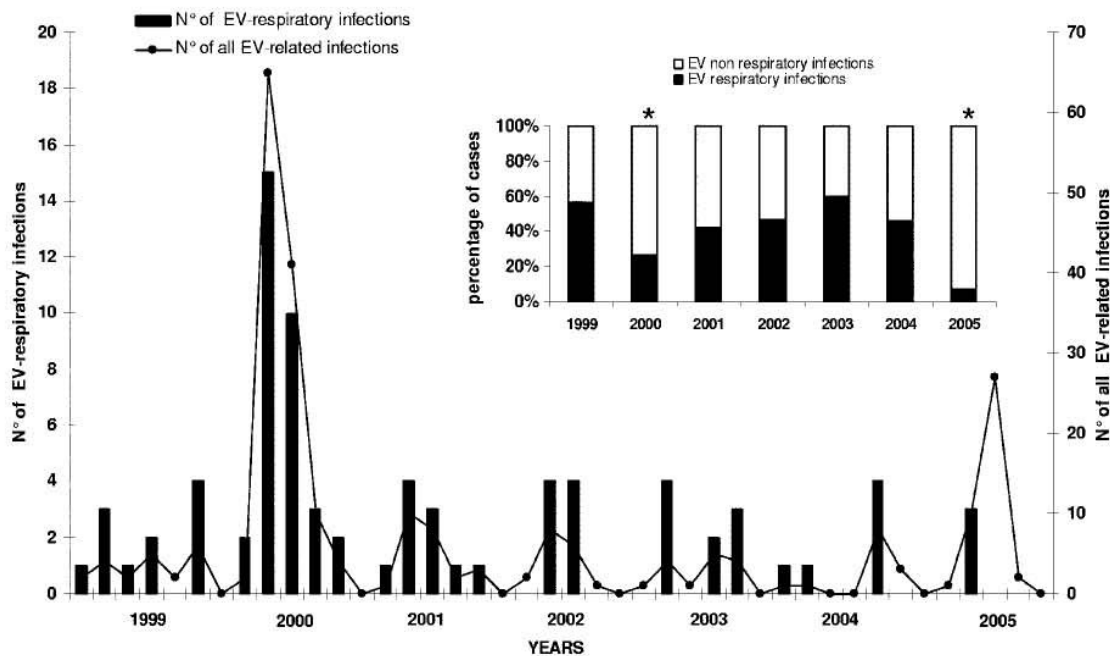 N° of EV-respiratory infections
N° of all EV-related infections
20
18
16
14
12
10
8
6
4
2
0
N° of EV-respiratory infections
70
60
50
40
30
20
10
0
N° of all EV-related infections
EV non respiratory infections
EV respiratory infections
* *
100%
80%
60%
40%
20%
0%
percentage of cases
1999 2000 2001 2002 2003 2004 2005
1999 2000 2001 2002 2003 2004 2005
YEARS